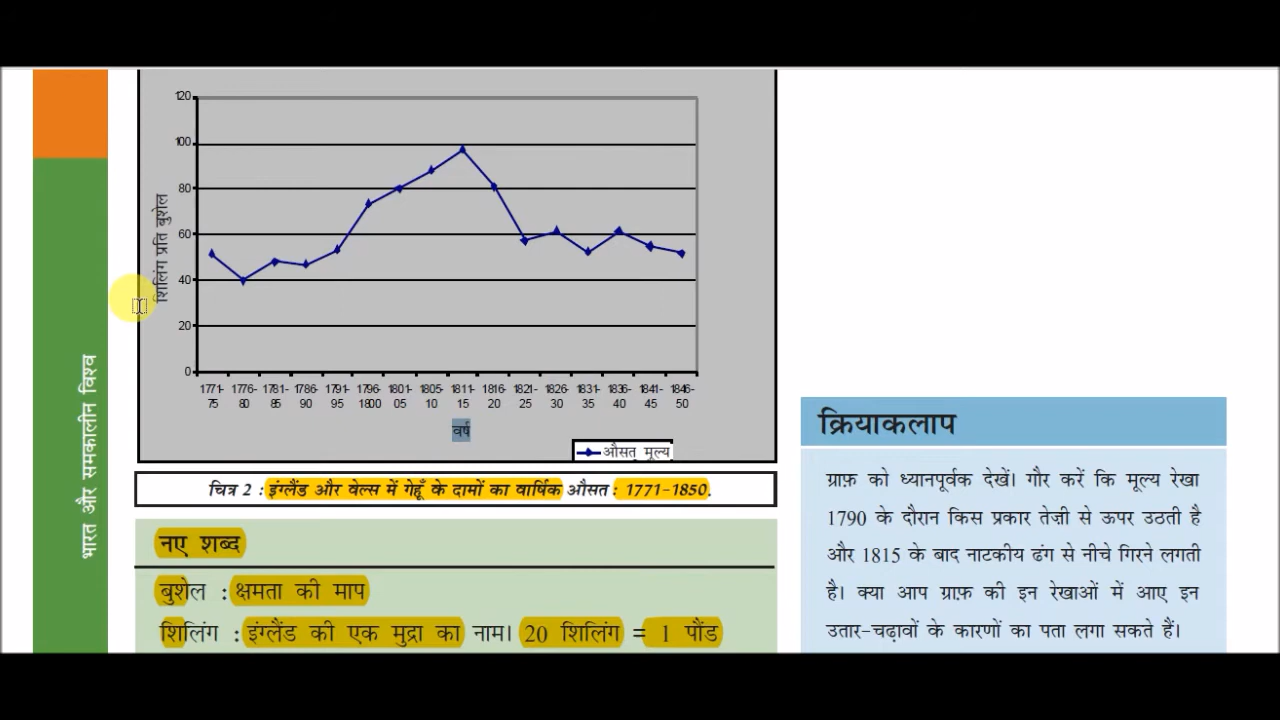 120
100
80
60
40
20
0
शिलिंग प्रति बुशेल
1771- 1776- 1781- 1786- 1791- 1796- 1801- 1805- 1811- 1816- 1821- 1826- 1831- 1836- 1841- 1846-
75 80 85 90 95 1800 05 10 15 20 25 30 35 40 45 50
वर्ष
औसत मूल्य
चित्र 2 : इंग्लैंड और वेल्स में गेहूँ के दामों का वार्षिक औसत : 1771-1850.
नए शब्द
बुशेल : क्षमता की माप
शिलिंग : इंग्लैंड की एक मुद्रा का नाम। 20 शिलिंग = 1 पौंड
भारत और समकालीन विश्व
क्रियाकलाप
ग्राफ़ को ध्यानपूर्वक देखें। गौर करें कि मूल्य रेखा
1790 के दौरान किस प्रकार तेज़ी से ऊपर उठती है
और 1815 के बाद नाटकीय ढंग से नीचे गिरने लगती
है। क्या आप ग्राफ़ की इन रेखाओं में आए इन
उतार-चढ़ावों के कारणों का पता लगा सकते हैं।